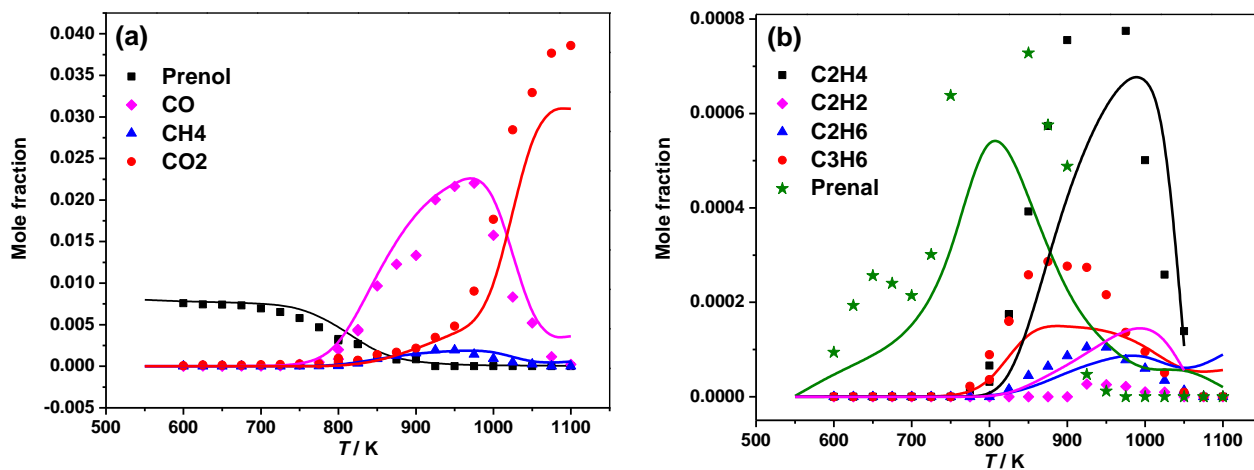 (a)
Prenol
CO
CH4
CO2
Mole fraction
0.040
0.035
0.030
0.025
0.020
0.015
0.010
0.005
0.000
-0.005
500 600 700 800 900 1000 1100
T / K
(b)
C2H4
C2H2
C2H6
C3H6
Prenal
Mole fraction
0.0008
0.0006
0.0004
0.0002
0.0000
500 600 700 800 900 1000 1100
T / K